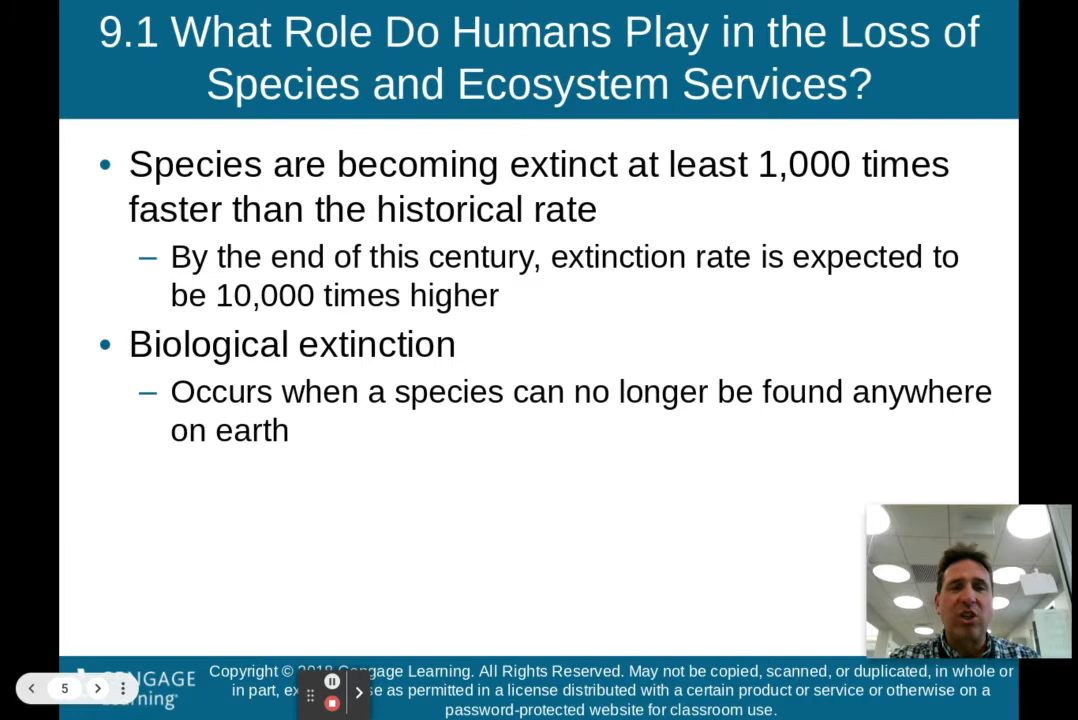 9.1 What Role Do Humans Play in the Loss of
Species and Ecosystem Services?
• Species are becoming extinct at least 1,000 times
faster than the historical rate
– By the end of this century, extinction rate is expected to
be 10,000 times higher
• Biological extinction
– Occurs when a species can no longer be found anywhere
on earth
5
CENGAGE
Learning
Copyright © 2018 Cengage Learning. All Rights Reserved. May not be copied, scanned, or duplicated, in whole or
in part, as permitted in a license distributed with a certain product or service or otherwise on a
password-protected website for classroom use.